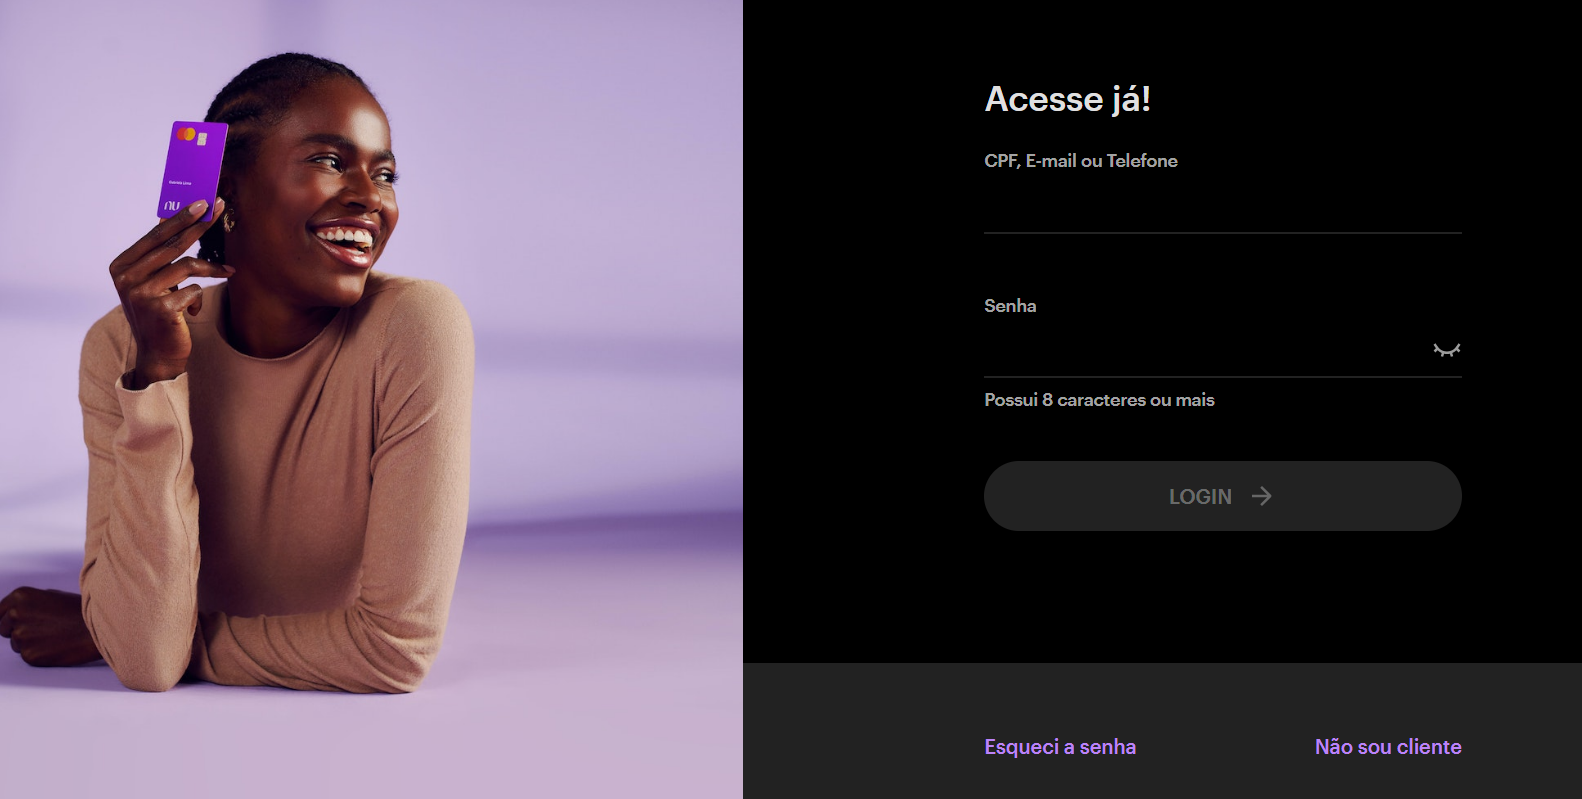 nu
Acesse já!
CPF, E-mail ou Telefone
Senha
Possui 8 caracteres ou mais
LOGIN
Esqueci a senha
Não sou cliente